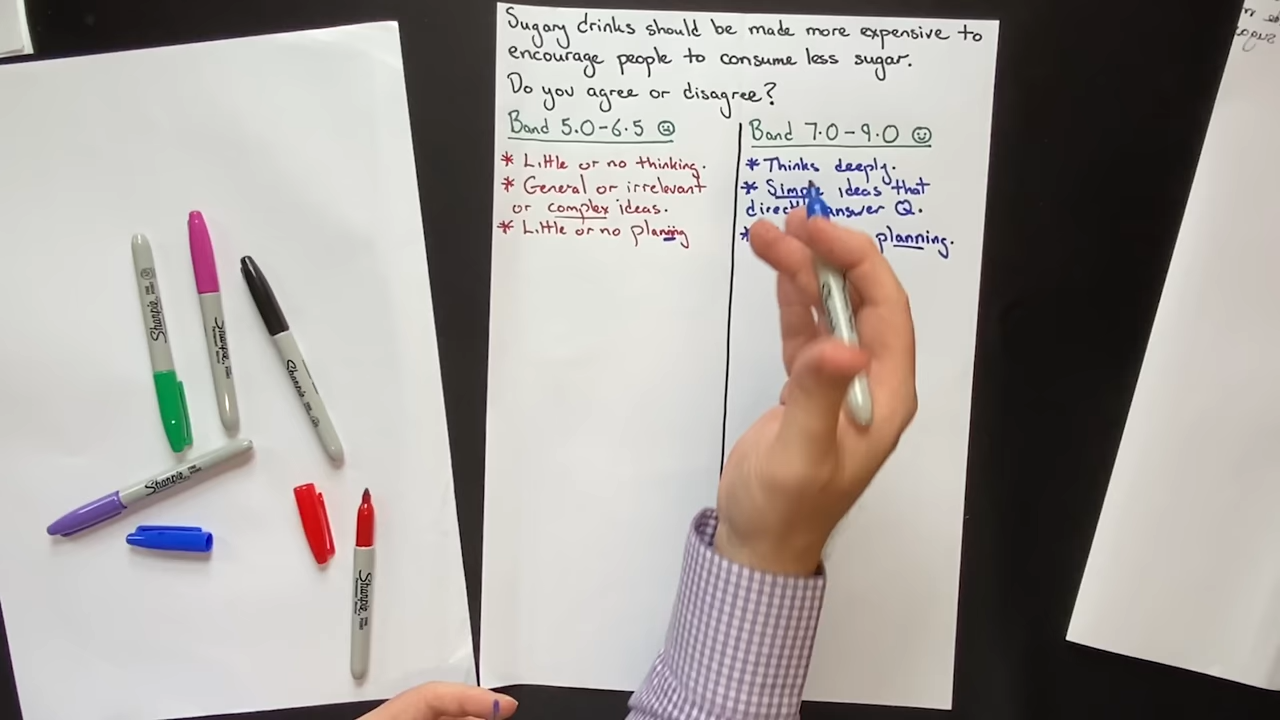 Sugary drinks should be made more expensive to
encourage people to consume less sugar.
Do you agree or disagree?
Band 5.0-6.5
* Little or no thinking.
* General or irrelevant
or complex ideas.
* Little or no planing
Band 7.0-9.0
* Thinks deeply.
* Simple ideas that
directly answer Q.
* planning.
Sharpie
Sharpie
Sharpie
Sharpie
Sharpie